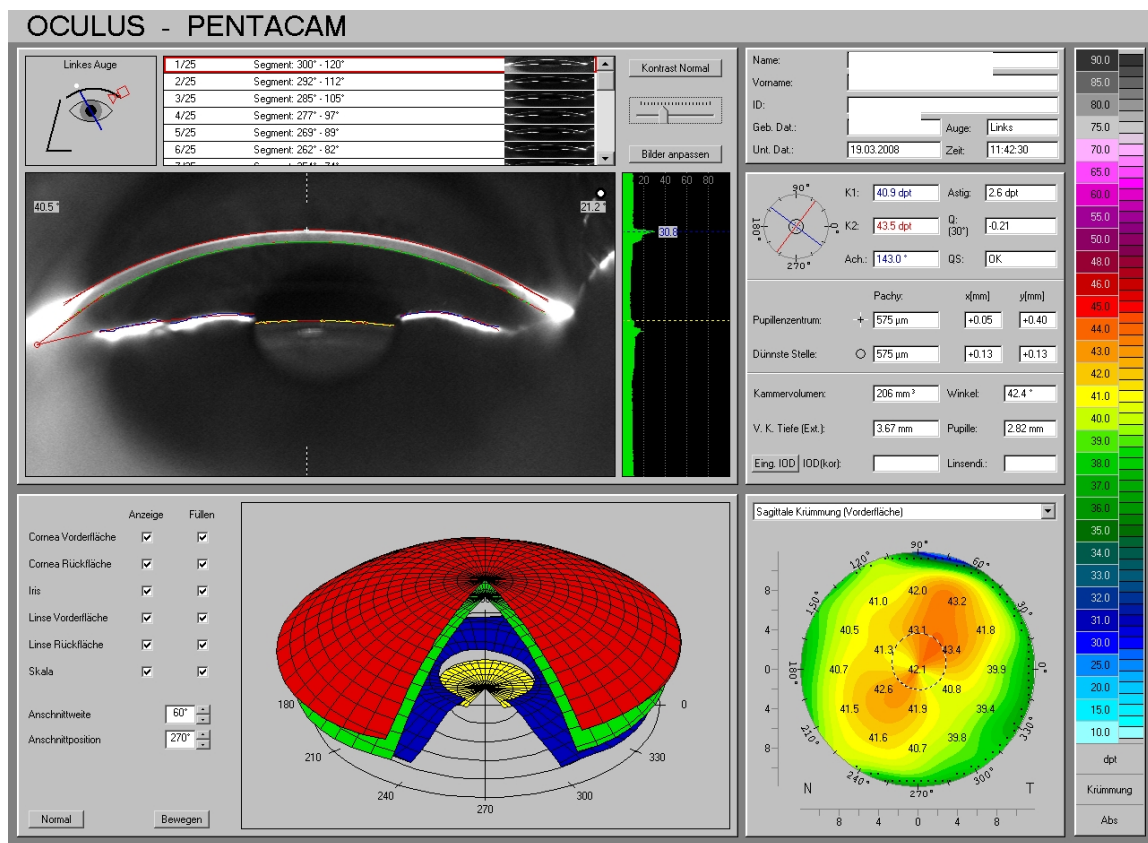 OCULUS - PENTACAM
Linkes Auge
1/25 Segment: 300° - 120°
2/25 Segment: 292° - 112°
3/25 Segment: 285° - 105°
4/25 Segment: 277° - 97°
5/25 Segment: 269° - 89°
6/25 Segment: 262° - 82°
Kontrast Normal
Bilder anpassen
40.5 °
21.2 °
20 40 60 80
30.8
Name:
Vorname:
ID:
Geb. Dat.: Auge: Links
Unt. Dat.: 19.03.2008 Zeit: 11:42:30
90°
180°
0°
270°
K1: 40.9 dpt Astig: 2.6 dpt
K2: 43.5 dpt Q: (30°) -0.21
Ach.: 143.0 ° QS: OK
Pachy: x[mm] y[mm]
Pupillenzentrum: + 575 µm +0.05 +0.40
Dünnste Stelle: O 575 µm +0.13 +0.13
Kammervolumen: 206 mm³ Winkel: 42.4 °
V. K. Tiefe (Ext.): 3.67 mm Pupille: 2.82 mm
Eing. IOD IOD(kor): Linsendi.:
Anzeige Füllen
Cornea Vorderfläche
Cornea Rückfläche
Iris
Linse Vorderfläche
Linse Rückfläche
Skala
Anschnittweite 60°
Anschnittposition 270°
Normal Bewegen
180
210
240
270
300
330
0
Sagittale Krümmung (Vorderfläche)
90°
120° 60°
150° 30°
180° 0°
210° 330°
240° 300°
270°
8
4
0
4
8
42.0
41.0 43.2
40.5 43.1 41.8
41.3 43.4
40.7 42.1 39.9
42.6 40.8
41.5 41.9 39.4
41.6 39.8
40.7
N T
8 4 0 4 8
90.0
85.0
80.0
75.0
70.0
65.0
60.0
55.0
50.0
48.0
46.0
45.0
44.0
43.0
42.0
41.0
40.0
39.0
38.0
37.0
36.0
35.0
34.0
33.0
32.0
31.0
30.0
25.0
20.0
15.0
10.0
dpt
Krümmung
Abs